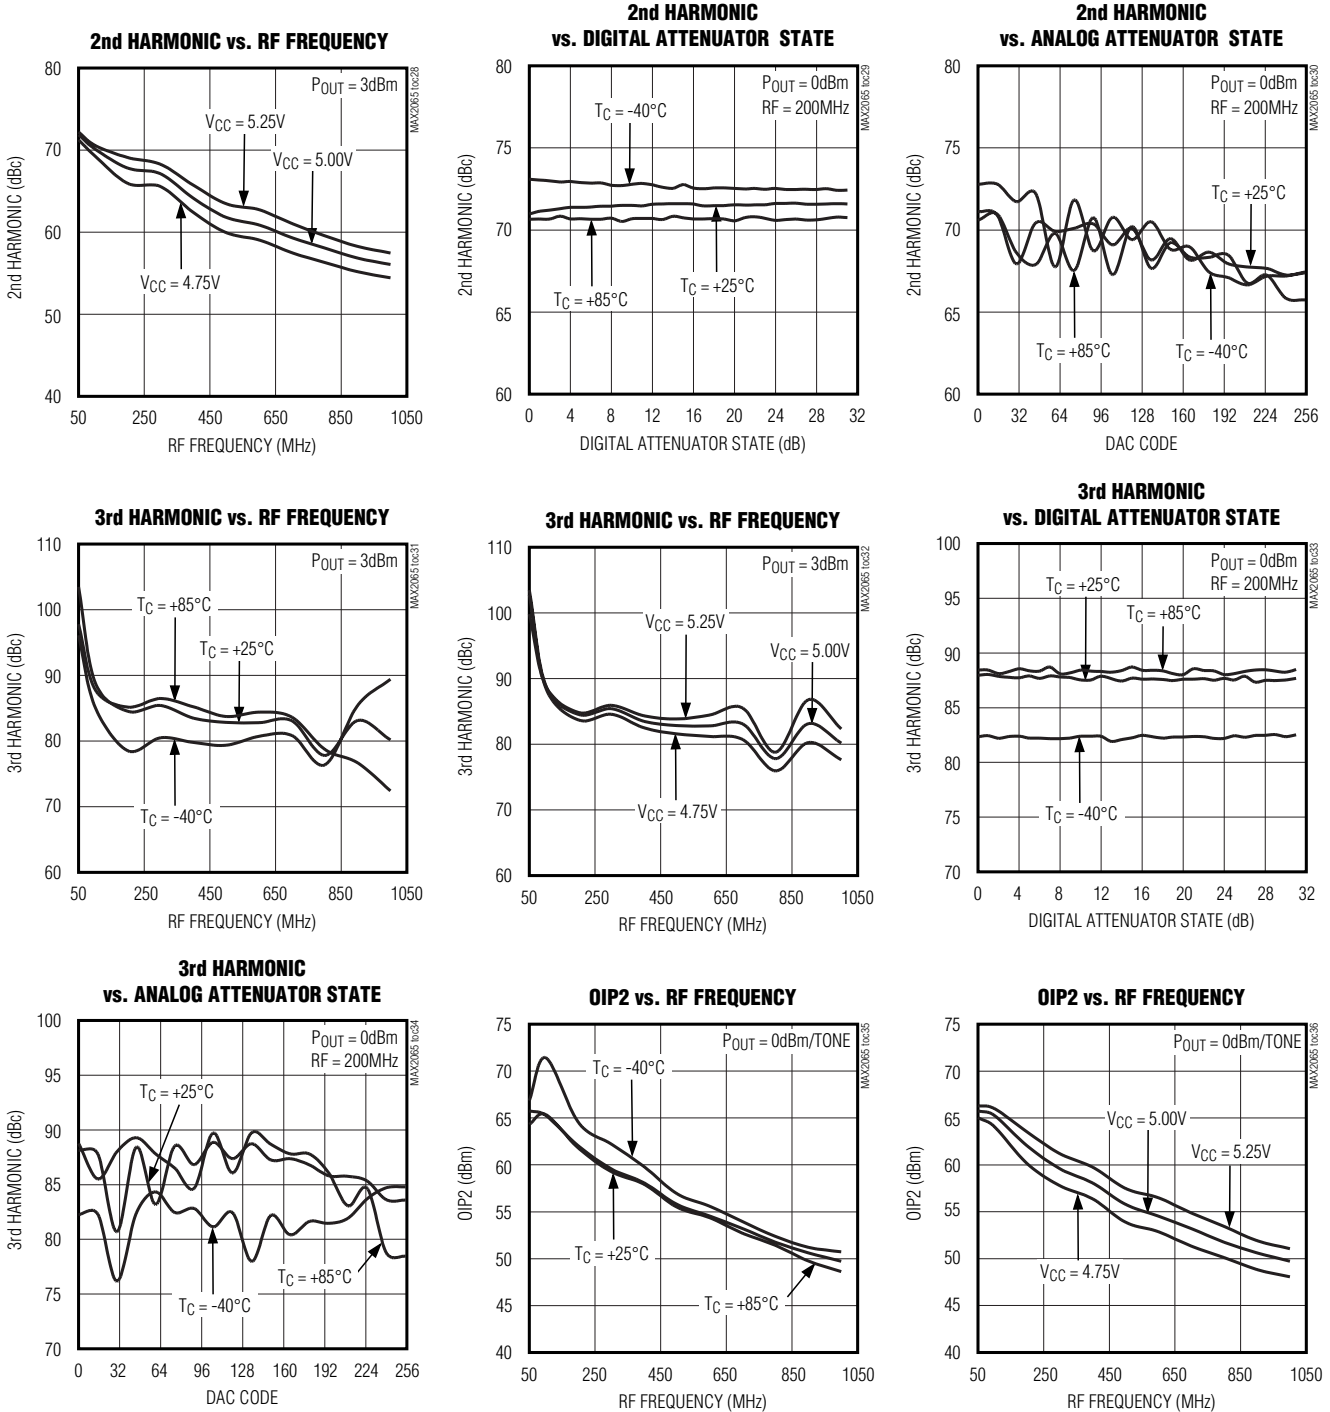 2nd HARMONIC vs. RF FREQUENCY
MAX2065 toc28
POUT = 3dBm
VCC = 5.25V
VCC = 5.00V
VCC = 4.75V
80
70
60
50
40
2nd HARMONIC (dBc)
50 250 450 650 850 1050
RF FREQUENCY (MHz)
2nd HARMONIC
vs. DIGITAL ATTENUATOR STATE
MAX2065 toc29
POUT = 0dBm
RF = 200MHz
TC = -40°C
TC = +85°C
TC = +25°C
80
75
70
65
60
2nd HARMONIC (dBc)
0 4 8 12 16 20 24 28 32
DIGITAL ATTENUATOR STATE (dB)
2nd HARMONIC
vs. ANALOG ATTENUATOR STATE
MAX2065 toc30
POUT = 0dBm
RF = 200MHz
TC = +25°C
TC = +85°C
TC = -40°C
80
75
70
65
60
2nd HARMONIC (dBc)
0 32 64 96 128 160 192 224 256
DAC CODE
3rd HARMONIC vs. RF FREQUENCY
MAX2065 toc31
POUT = 3dBm
TC = +85°C
TC = +25°C
TC = -40°C
110
100
90
80
70
60
3rd HARMONIC (dBc)
50 250 450 650 850 1050
RF FREQUENCY (MHz)
3rd HARMONIC vs. RF FREQUENCY
MAX2065 toc32
POUT = 3dBm
VCC = 5.25V
VCC = 5.00V
VCC = 4.75V
110
100
90
80
70
60
3rd HARMONIC (dBc)
50 250 450 650 850 1050
RF FREQUENCY (MHz)
3rd HARMONIC
vs. DIGITAL ATTENUATOR STATE
MAX2065 toc33
POUT = 0dBm
RF = 200MHz
TC = +25°C
TC = +85°C
TC = -40°C
100
95
90
85
80
75
70
3rd HARMONIC (dBc)
0 4 8 12 16 20 24 28 32
DIGITAL ATTENUATOR STATE (dB)
3rd HARMONIC
vs. ANALOG ATTENUATOR STATE
MAX2065 toc34
POUT = 0dBm
RF = 200MHz
TC = +25°C
TC = +85°C
TC = -40°C
100
95
90
85
80
75
70
3rd HARMONIC (dBc)
0 32 64 96 128 160 192 224 256
DAC CODE
OIP2 vs. RF FREQUENCY
MAX2065 toc35
POUT = 0dBm/TONE
TC = -40°C
TC = +25°C
TC = +85°C
75
70
65
60
55
50
45
40
OIP2 (dBm)
50 250 450 650 850 1050
RF FREQUENCY (MHz)
OIP2 vs. RF FREQUENCY
MAX2065 toc36
POUT = 0dBm/TONE
VCC = 5.00V
VCC = 5.25V
VCC = 4.75V
75
70
65
60
55
50
45
40
OIP2 (dBm)
50 250 450 650 850 1050
RF FREQUENCY (MHz)